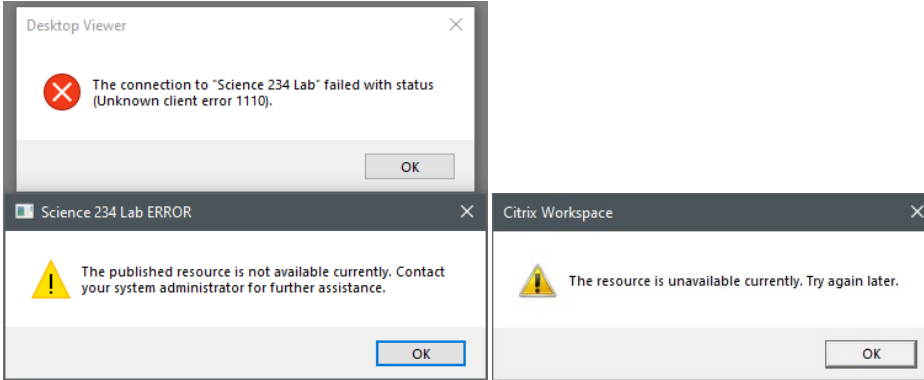 Desktop Viewer
The connection to "Science 234 Lab" failed with status
(Unknown client error 1110).
OK
Science 234 Lab ERROR
The published resource is not available currently. Contact
your system administrator for further assistance.
OK
Citrix Workspace
The resource is unavailable currently. Try again later.
OK